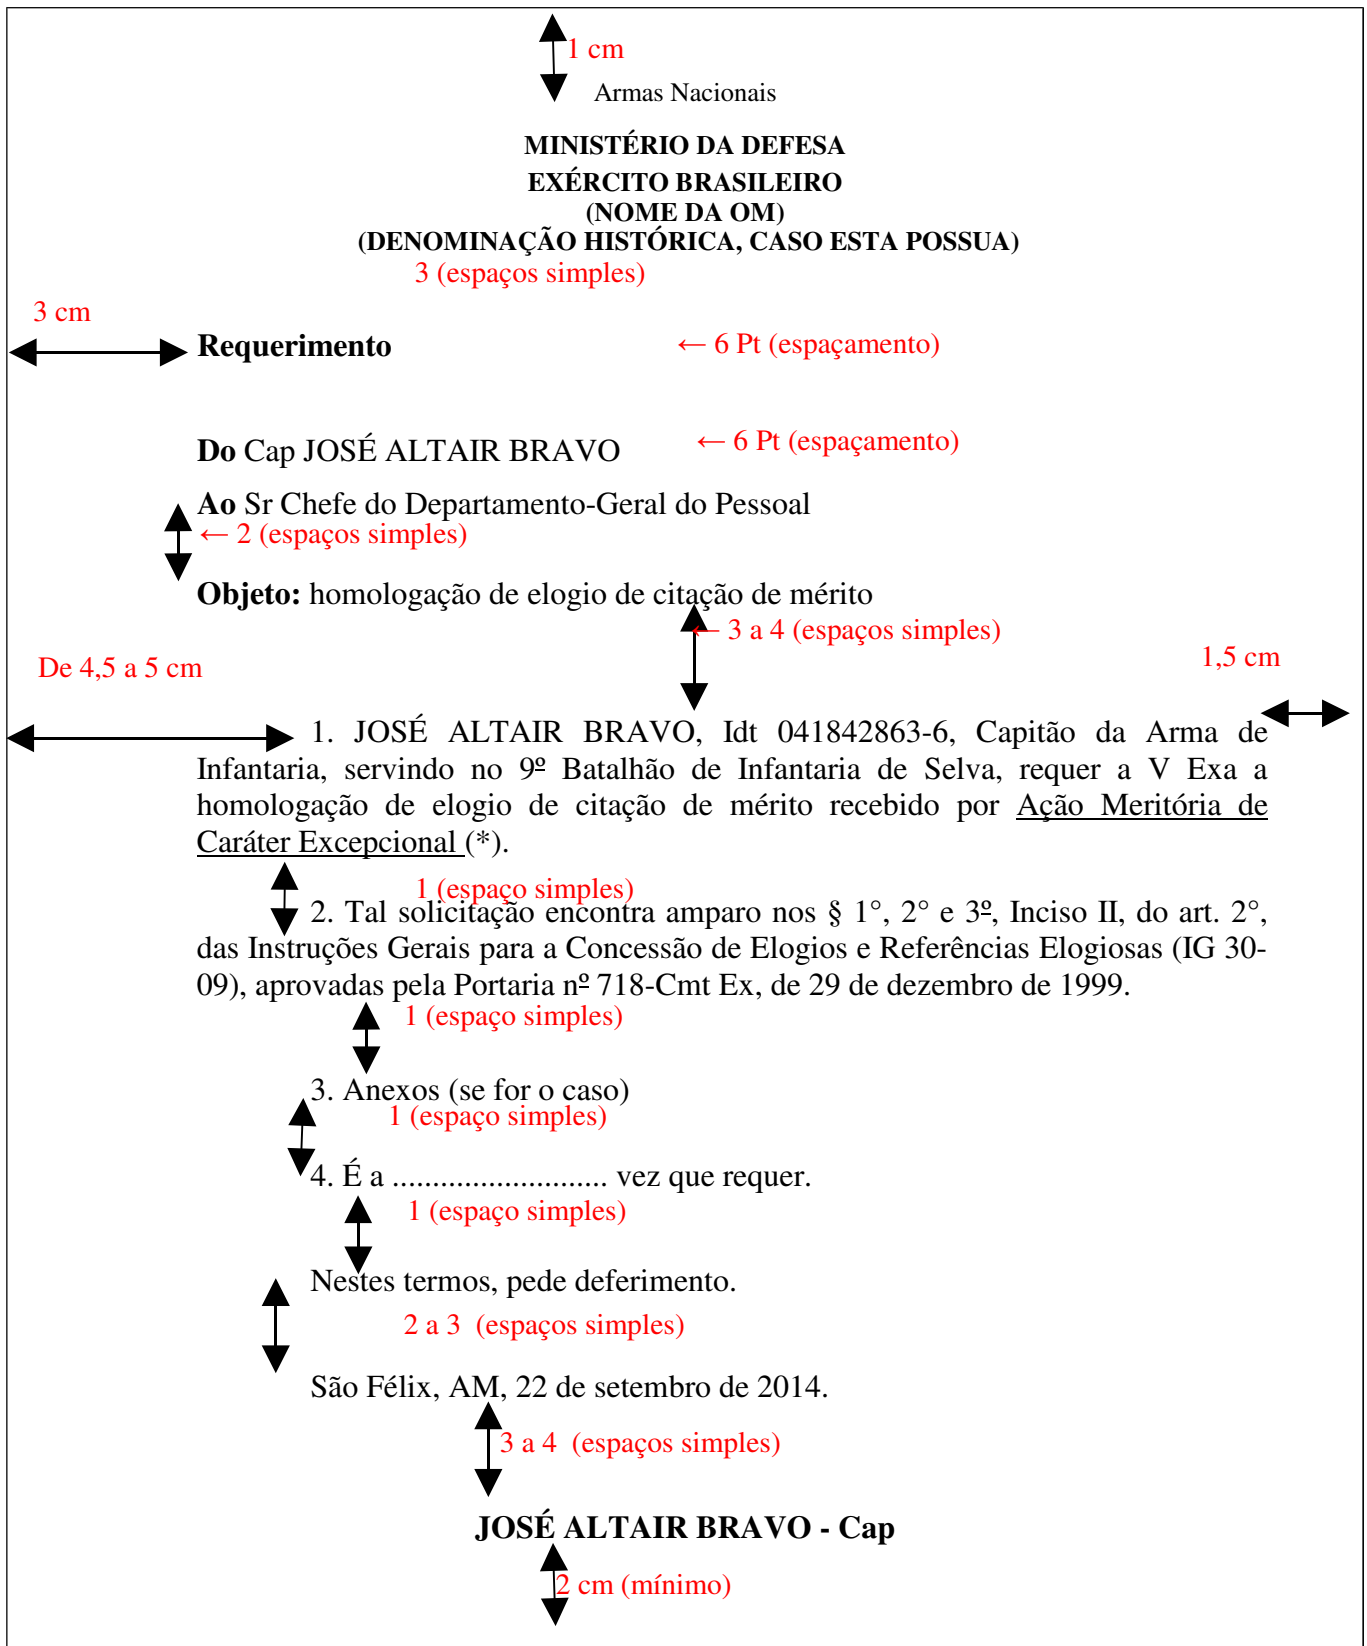 1 cm
Armas Nacionais
MINISTÉRIO DA DEFESA
EXÉRCITO BRASILEIRO
(NOME DA OM)
(DENOMINAÇÃO HISTÓRICA, CASO ESTA POSSUA)
3 (espaços simples)
3 cm
Requerimento ← 6 Pt (espaçamento)
Do Cap JOSÉ ALTAIR BRAVO ← 6 Pt (espaçamento)
Ao Sr Chefe do Departamento-Geral do Pessoal
← 2 (espaços simples)
Objeto: homologação de elogio de citação de mérito
← 3 a 4 (espaços simples)
De 4,5 a 5 cm 1,5 cm
1. JOSÉ ALTAIR BRAVO, Idt 041842863-6, Capitão da Arma de
Infantaria, servindo no 9º Batalhão de Infantaria de Selva, requer a V Exa a
homologação de elogio de citação de mérito recebido por Ação Meritória de
Caráter Excepcional (*).
1 (espaço simples)
2. Tal solicitação encontra amparo nos § 1°, 2° e 3º, Inciso II, do art. 2°,
das Instruções Gerais para a Concessão de Elogios e Referências Elogiosas (IG 30-
09), aprovadas pela Portaria nº 718-Cmt Ex, de 29 de dezembro de 1999.
1 (espaço simples)
3. Anexos (se for o caso)
1 (espaço simples)
4. É a ........................... vez que requer.
1 (espaço simples)
Nestes termos, pede deferimento.
2 a 3 (espaços simples)
São Félix, AM, 22 de setembro de 2014.
3 a 4 (espaços simples)
JOSÉ ALTAIR BRAVO - Cap
2 cm (mínimo)